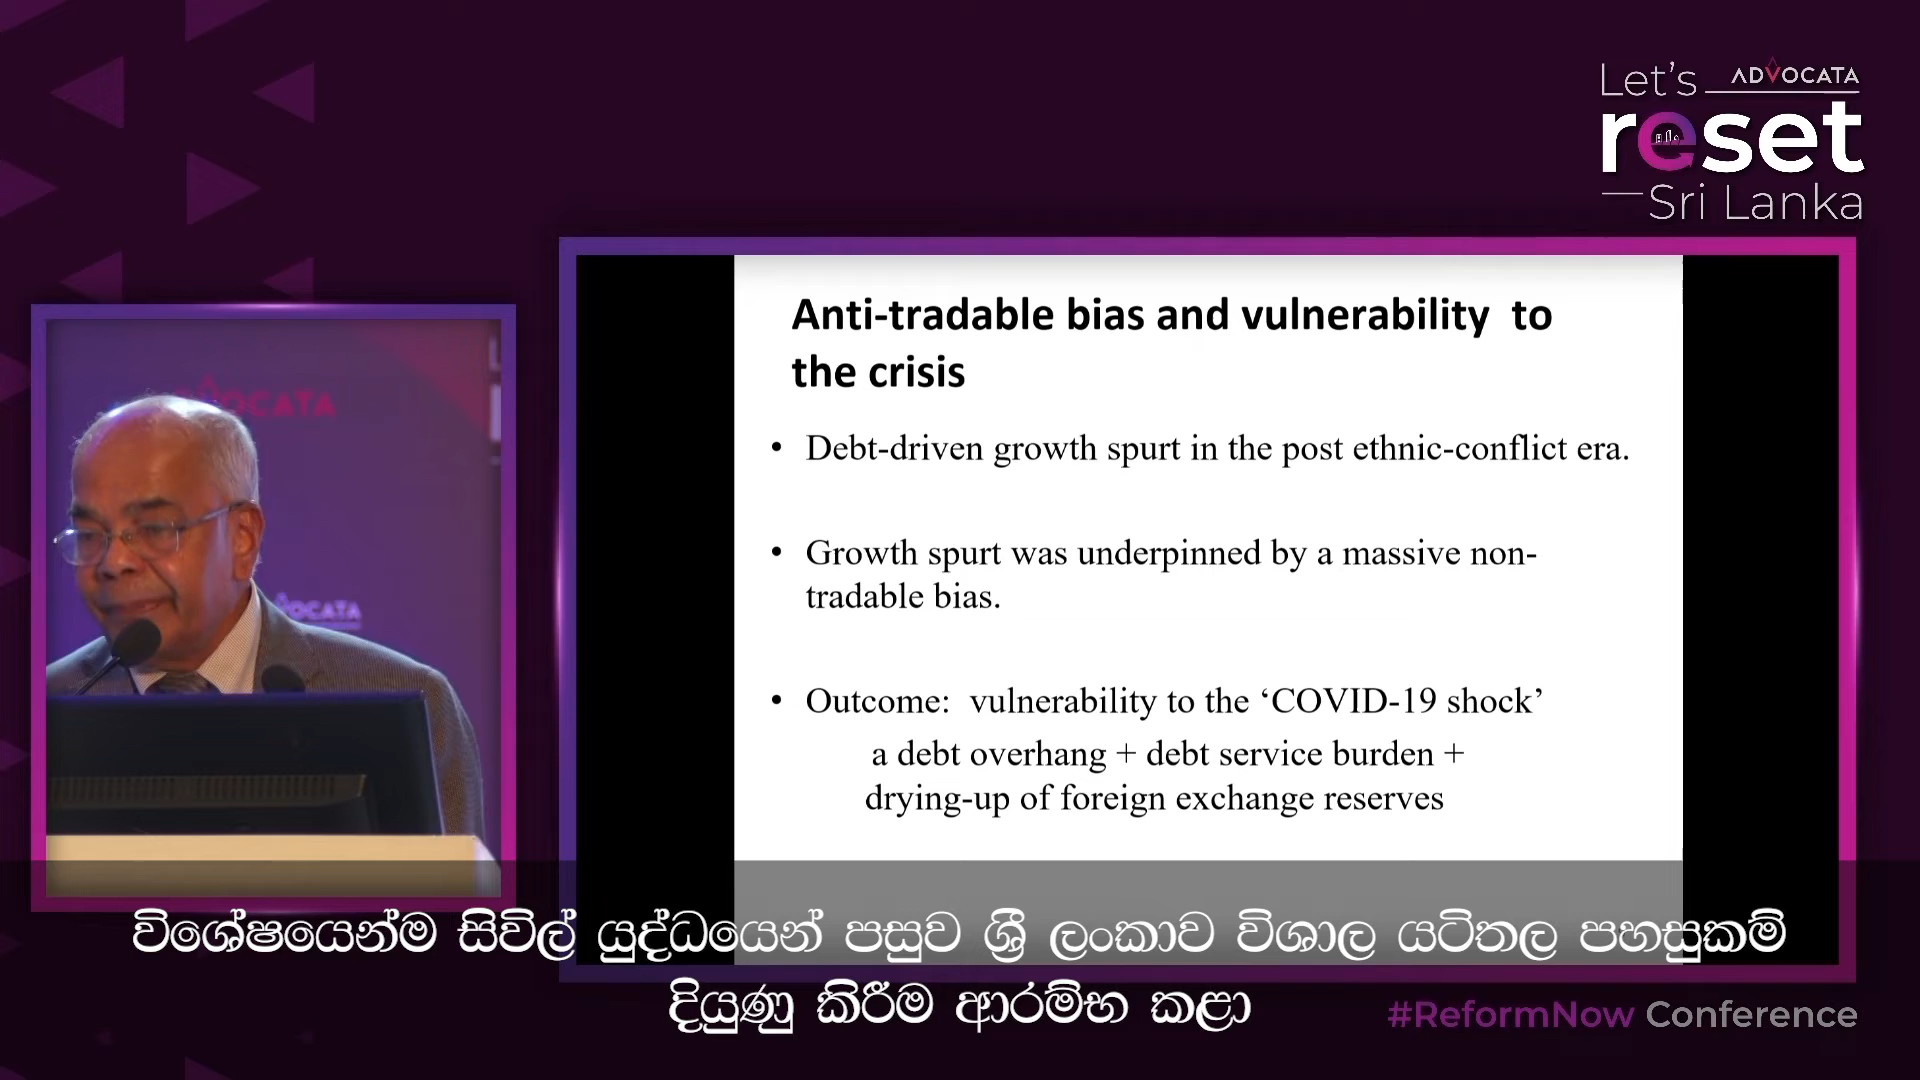 Let's ADVOCATA
reset
Sri Lanka
ADVOCATA
ADVOCATA
Anti-tradable bias and vulnerability to
the crisis
• Debt-driven growth spurt in the post ethnic-conflict era.
• Growth spurt was underpinned by a massive non-
tradable bias.
• Outcome: vulnerability to the ‘COVID-19 shock’
a debt overhang + debt service burden +
drying-up of foreign exchange reserves
විශේෂයෙන්ම සිවිල් යුද්ධයෙන් පසුව ශ්‍රී ලංකාව විශාල යටිතල පහසුකම්
දියුණු කිරීම ආරම්භ කළා
#ReformNow Conference